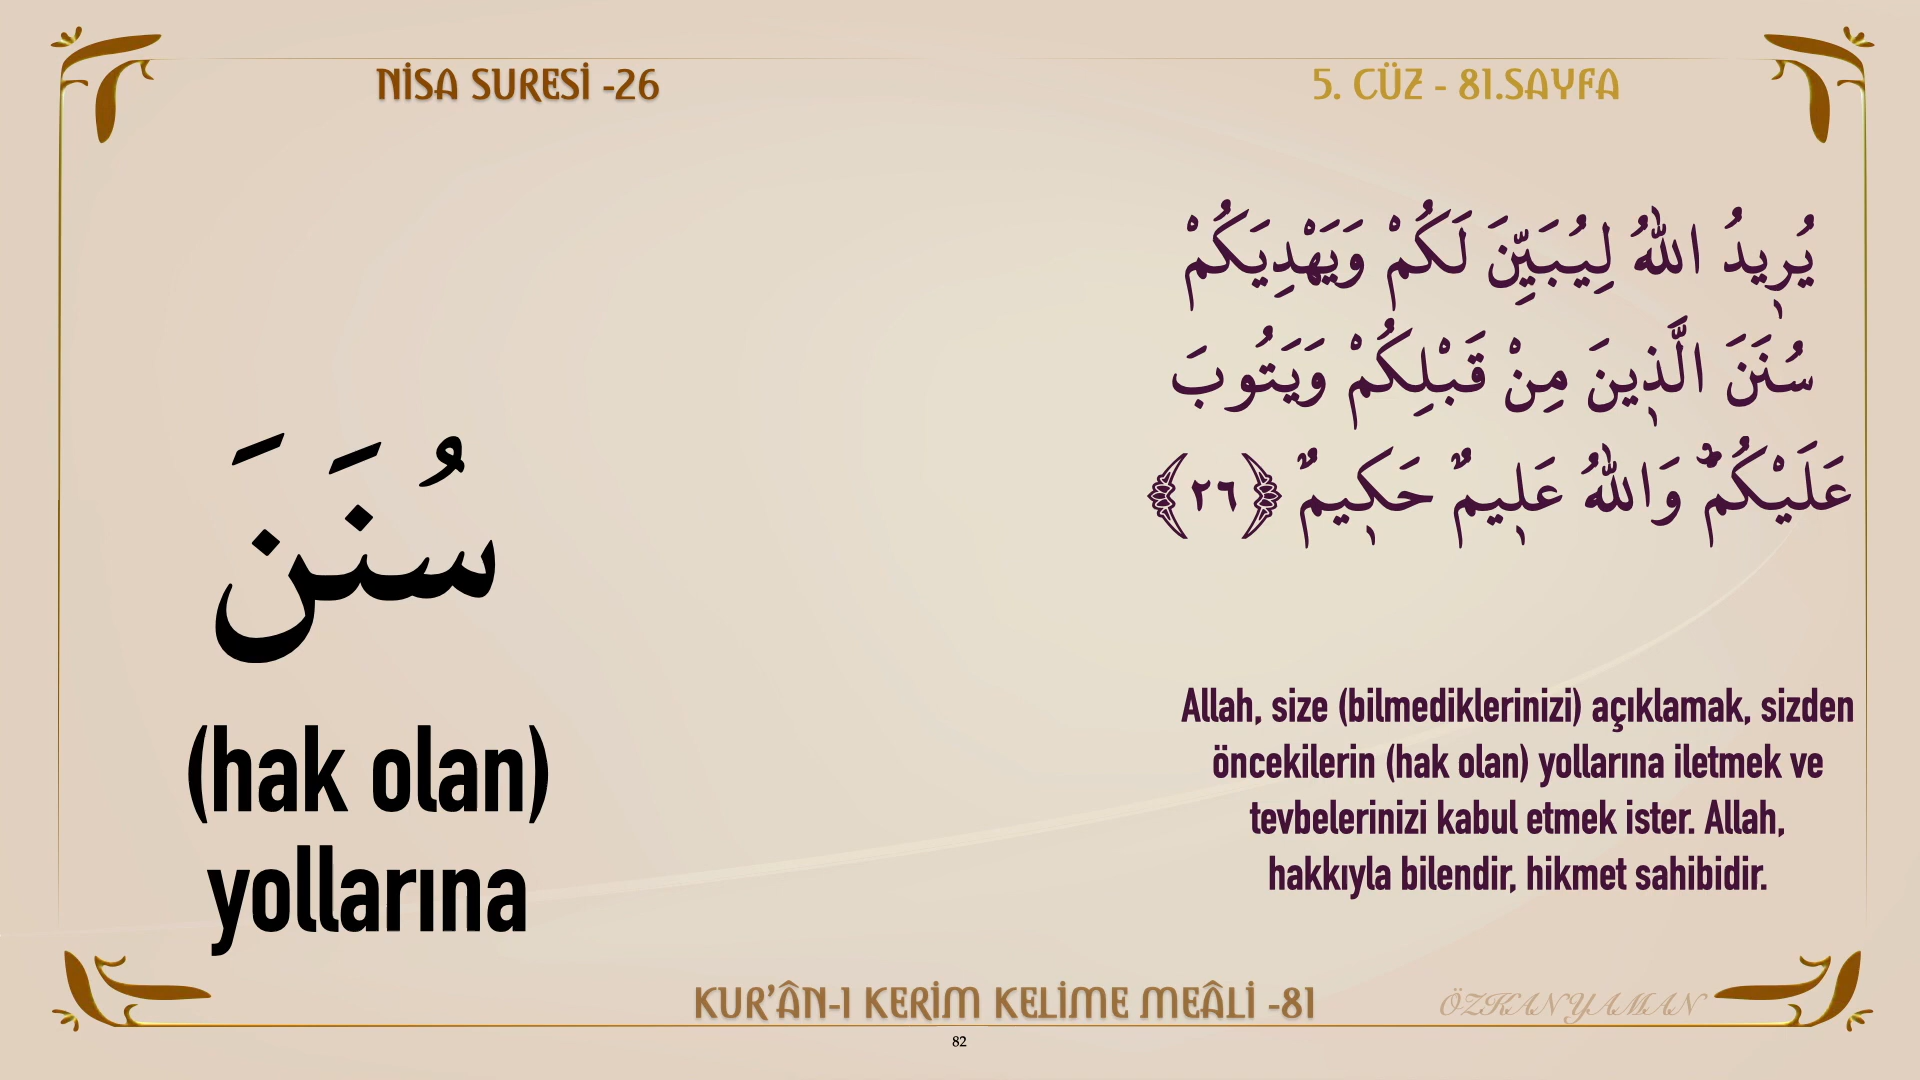 NİSA SURESİ -26
5. CÜZ - 81.SAYFA
يُرٖيدُ اللّٰهُ لِيُبَيِّنَ لَكُمْ وَيَهْدِيَكُمْ
سُنَنَ الَّذٖينَ مِنْ قَبْلِكُمْ وَيَتُوبَ
عَلَيْكُمْؕ وَاللّٰهُ عَلٖيمٌ حَكٖيمٌ ﴿٢٦﴾
سُنَنَ
(hak olan)
yollarına
Allah, size (bilmediklerinizi) açıklamak, sizden
öncekilerin (hak olan) yollarına iletmek ve
tevbelerinizi kabul etmek ister. Allah,
hakkıyla bilendir, hikmet sahibidir.
KUR'ÂN-I KERİM KELİME MEÂLİ -81
ÖZKAN YAMAN
82